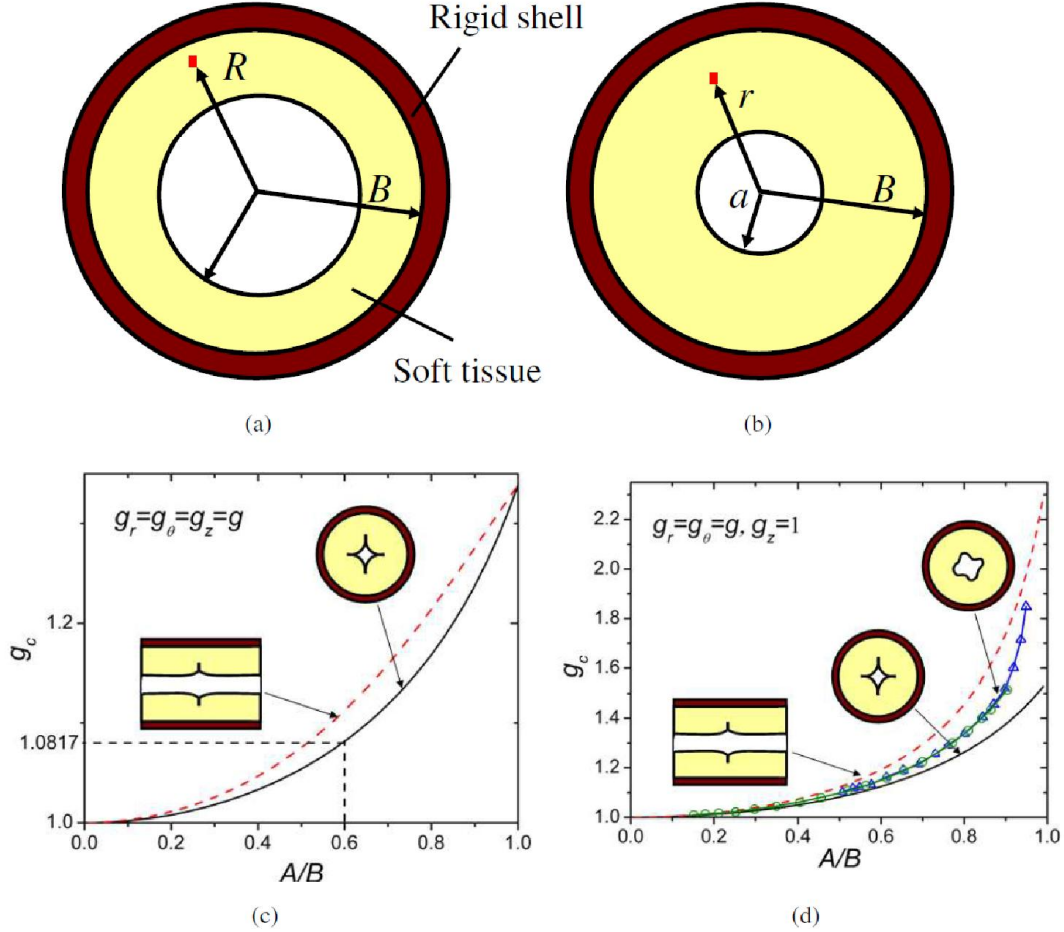 Rigid shell
R
B
r
a
B
Soft tissue
(a)
(b)
g_r=g_θ=g_z=g
1.2
g_c
1.0817
1.0
0.0 0.2 0.4 0.6 0.8 1.0
A/B
(c)
g_r=g_θ=g, g_z=1
2.2
2.0
1.8
g_c
1.6
1.4
1.2
1.0
0.0 0.2 0.4 0.6 0.8 1.0
A/B
(d)